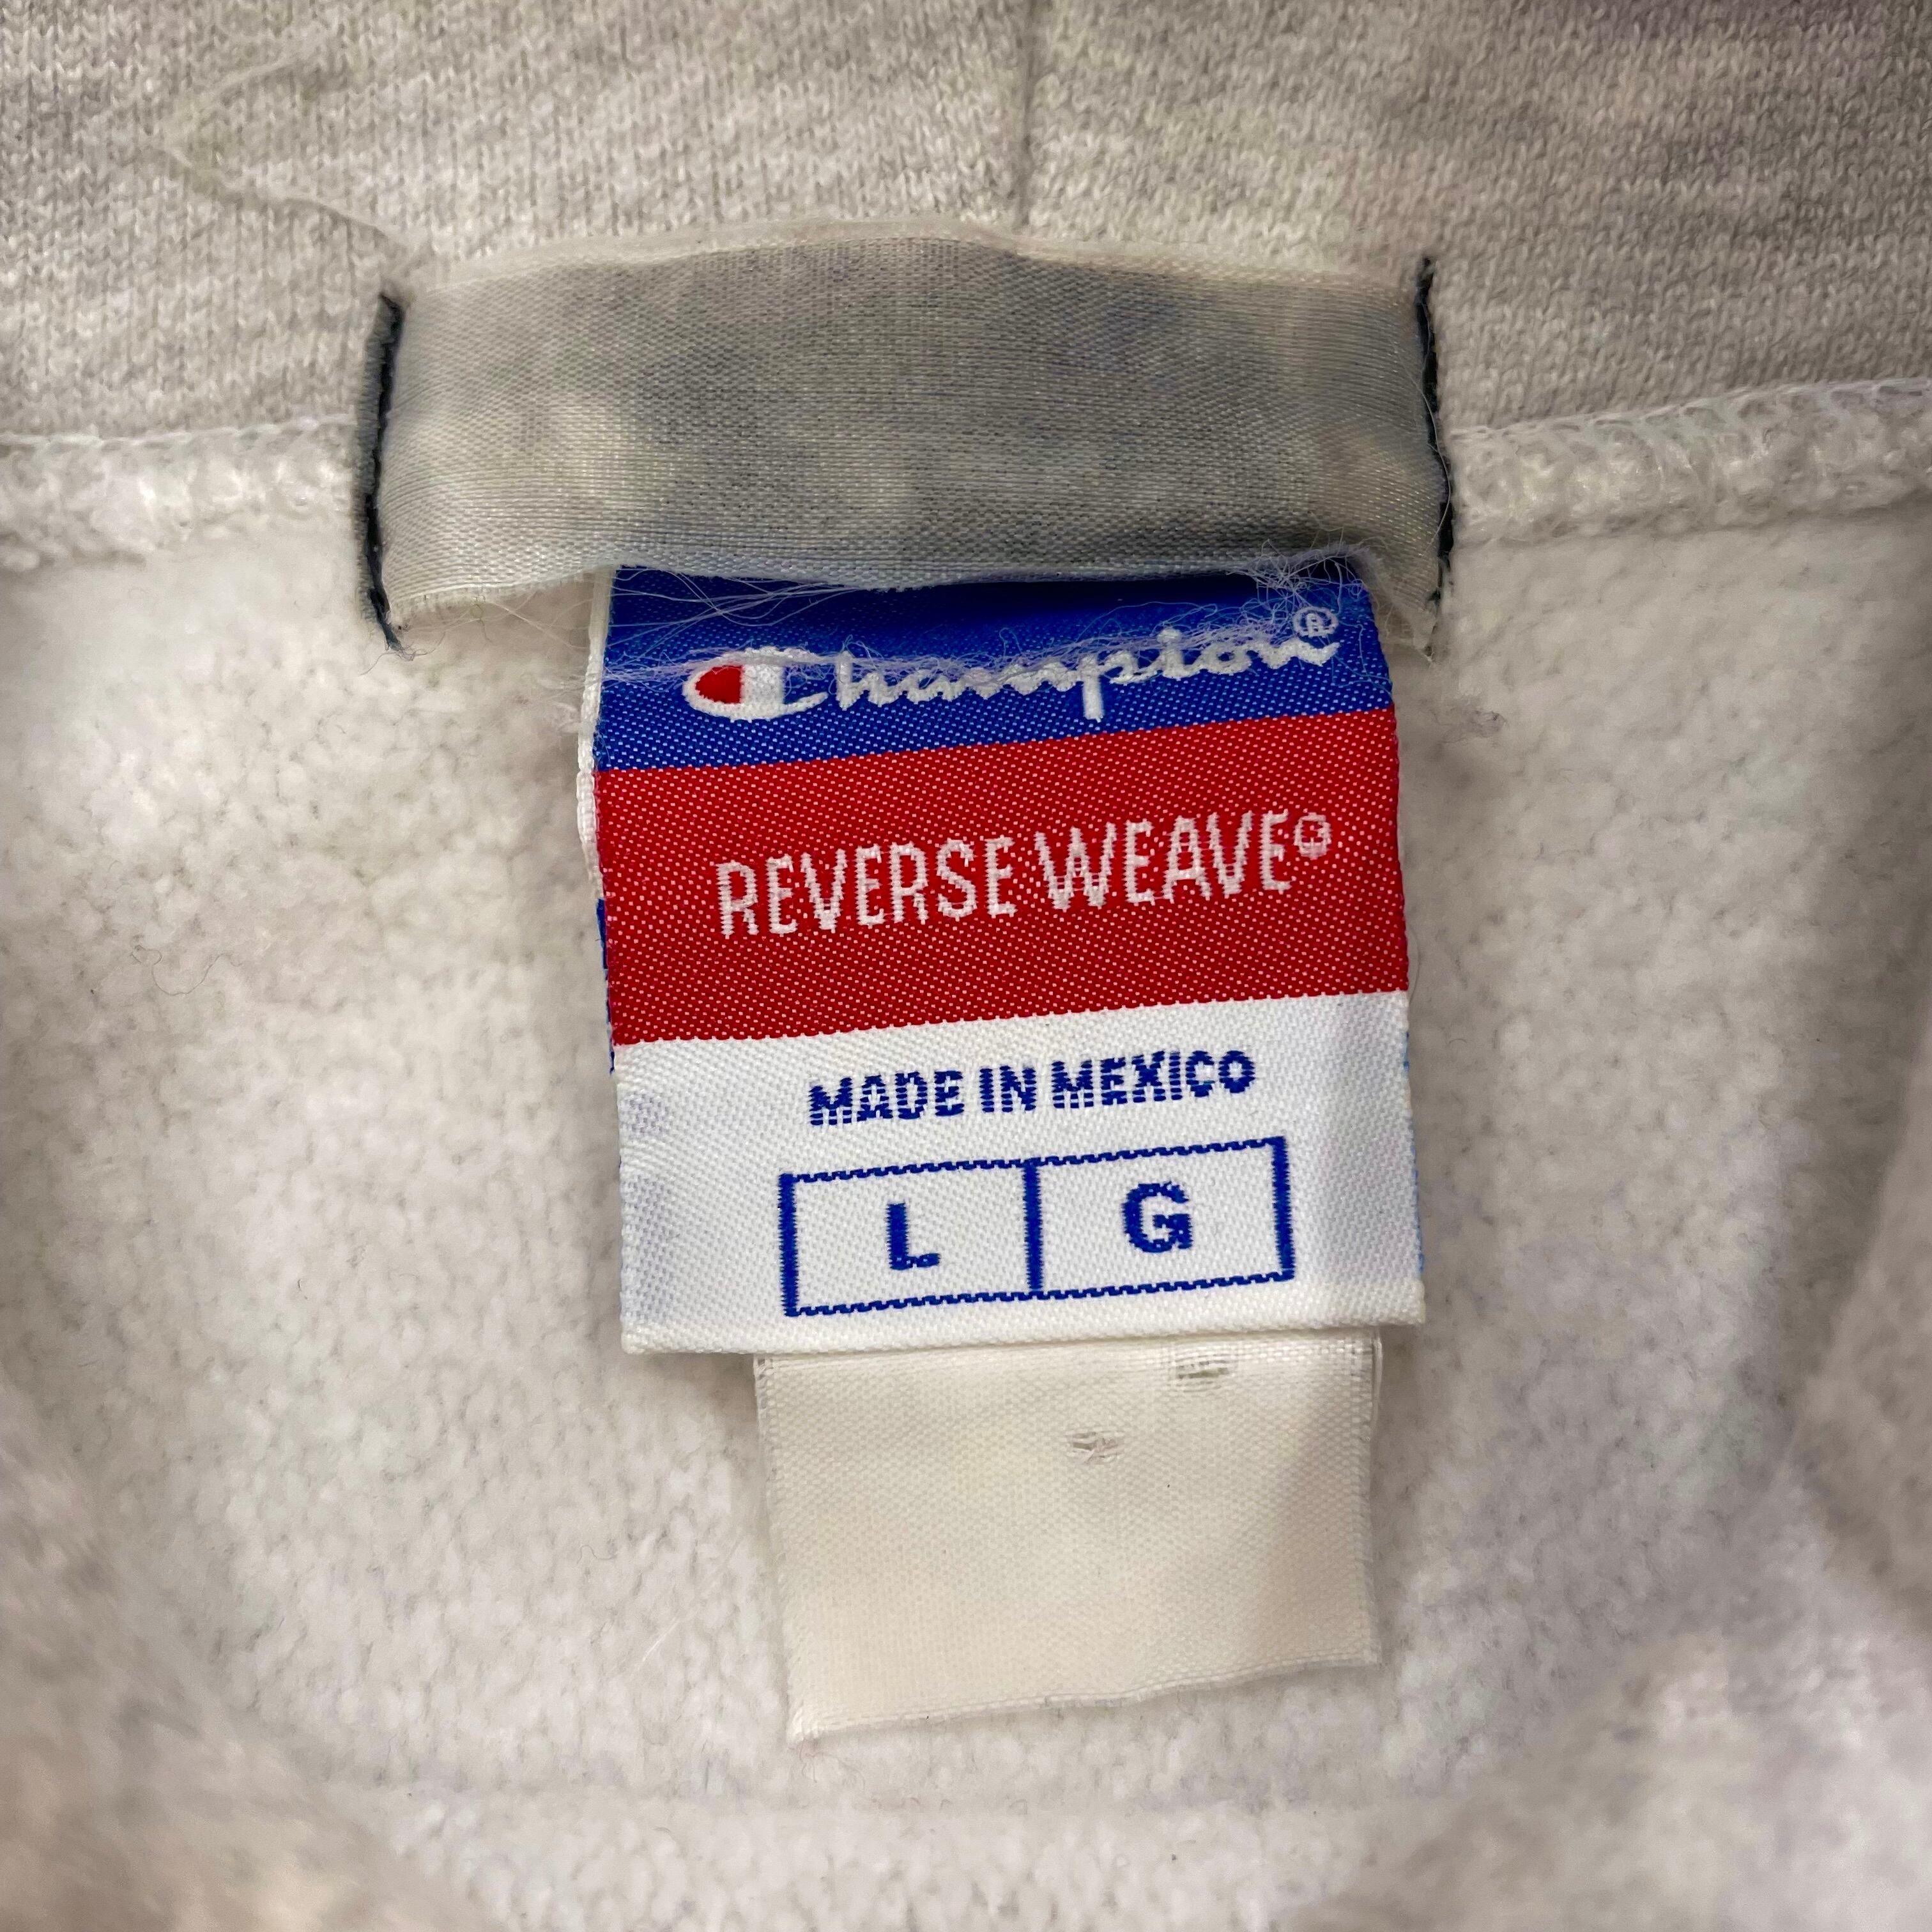 Champion®
REVERSE WEAVE®
MADE IN MEXICO
L G